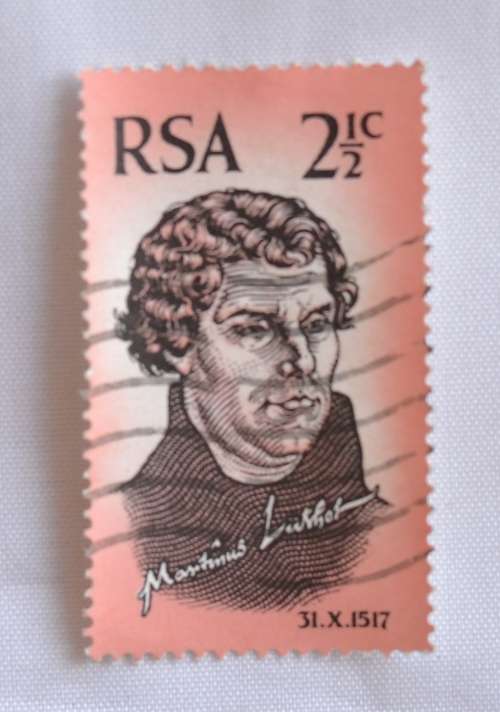 RSA 2½c
Martinus Luther
31.X.1517